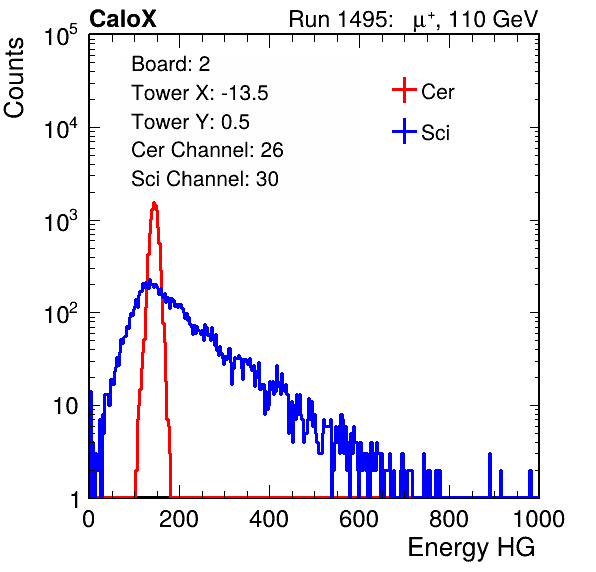 CaloX Run 1495: μ⁺, 110 GeV
Board: 2
Tower X: -13.5
Tower Y: 0.5
Cer Channel: 26
Sci Channel: 30
Cer
Sci
Counts
10⁵
10⁴
10³
10²
10
1
0 200 400 600 800 1000
Energy HG